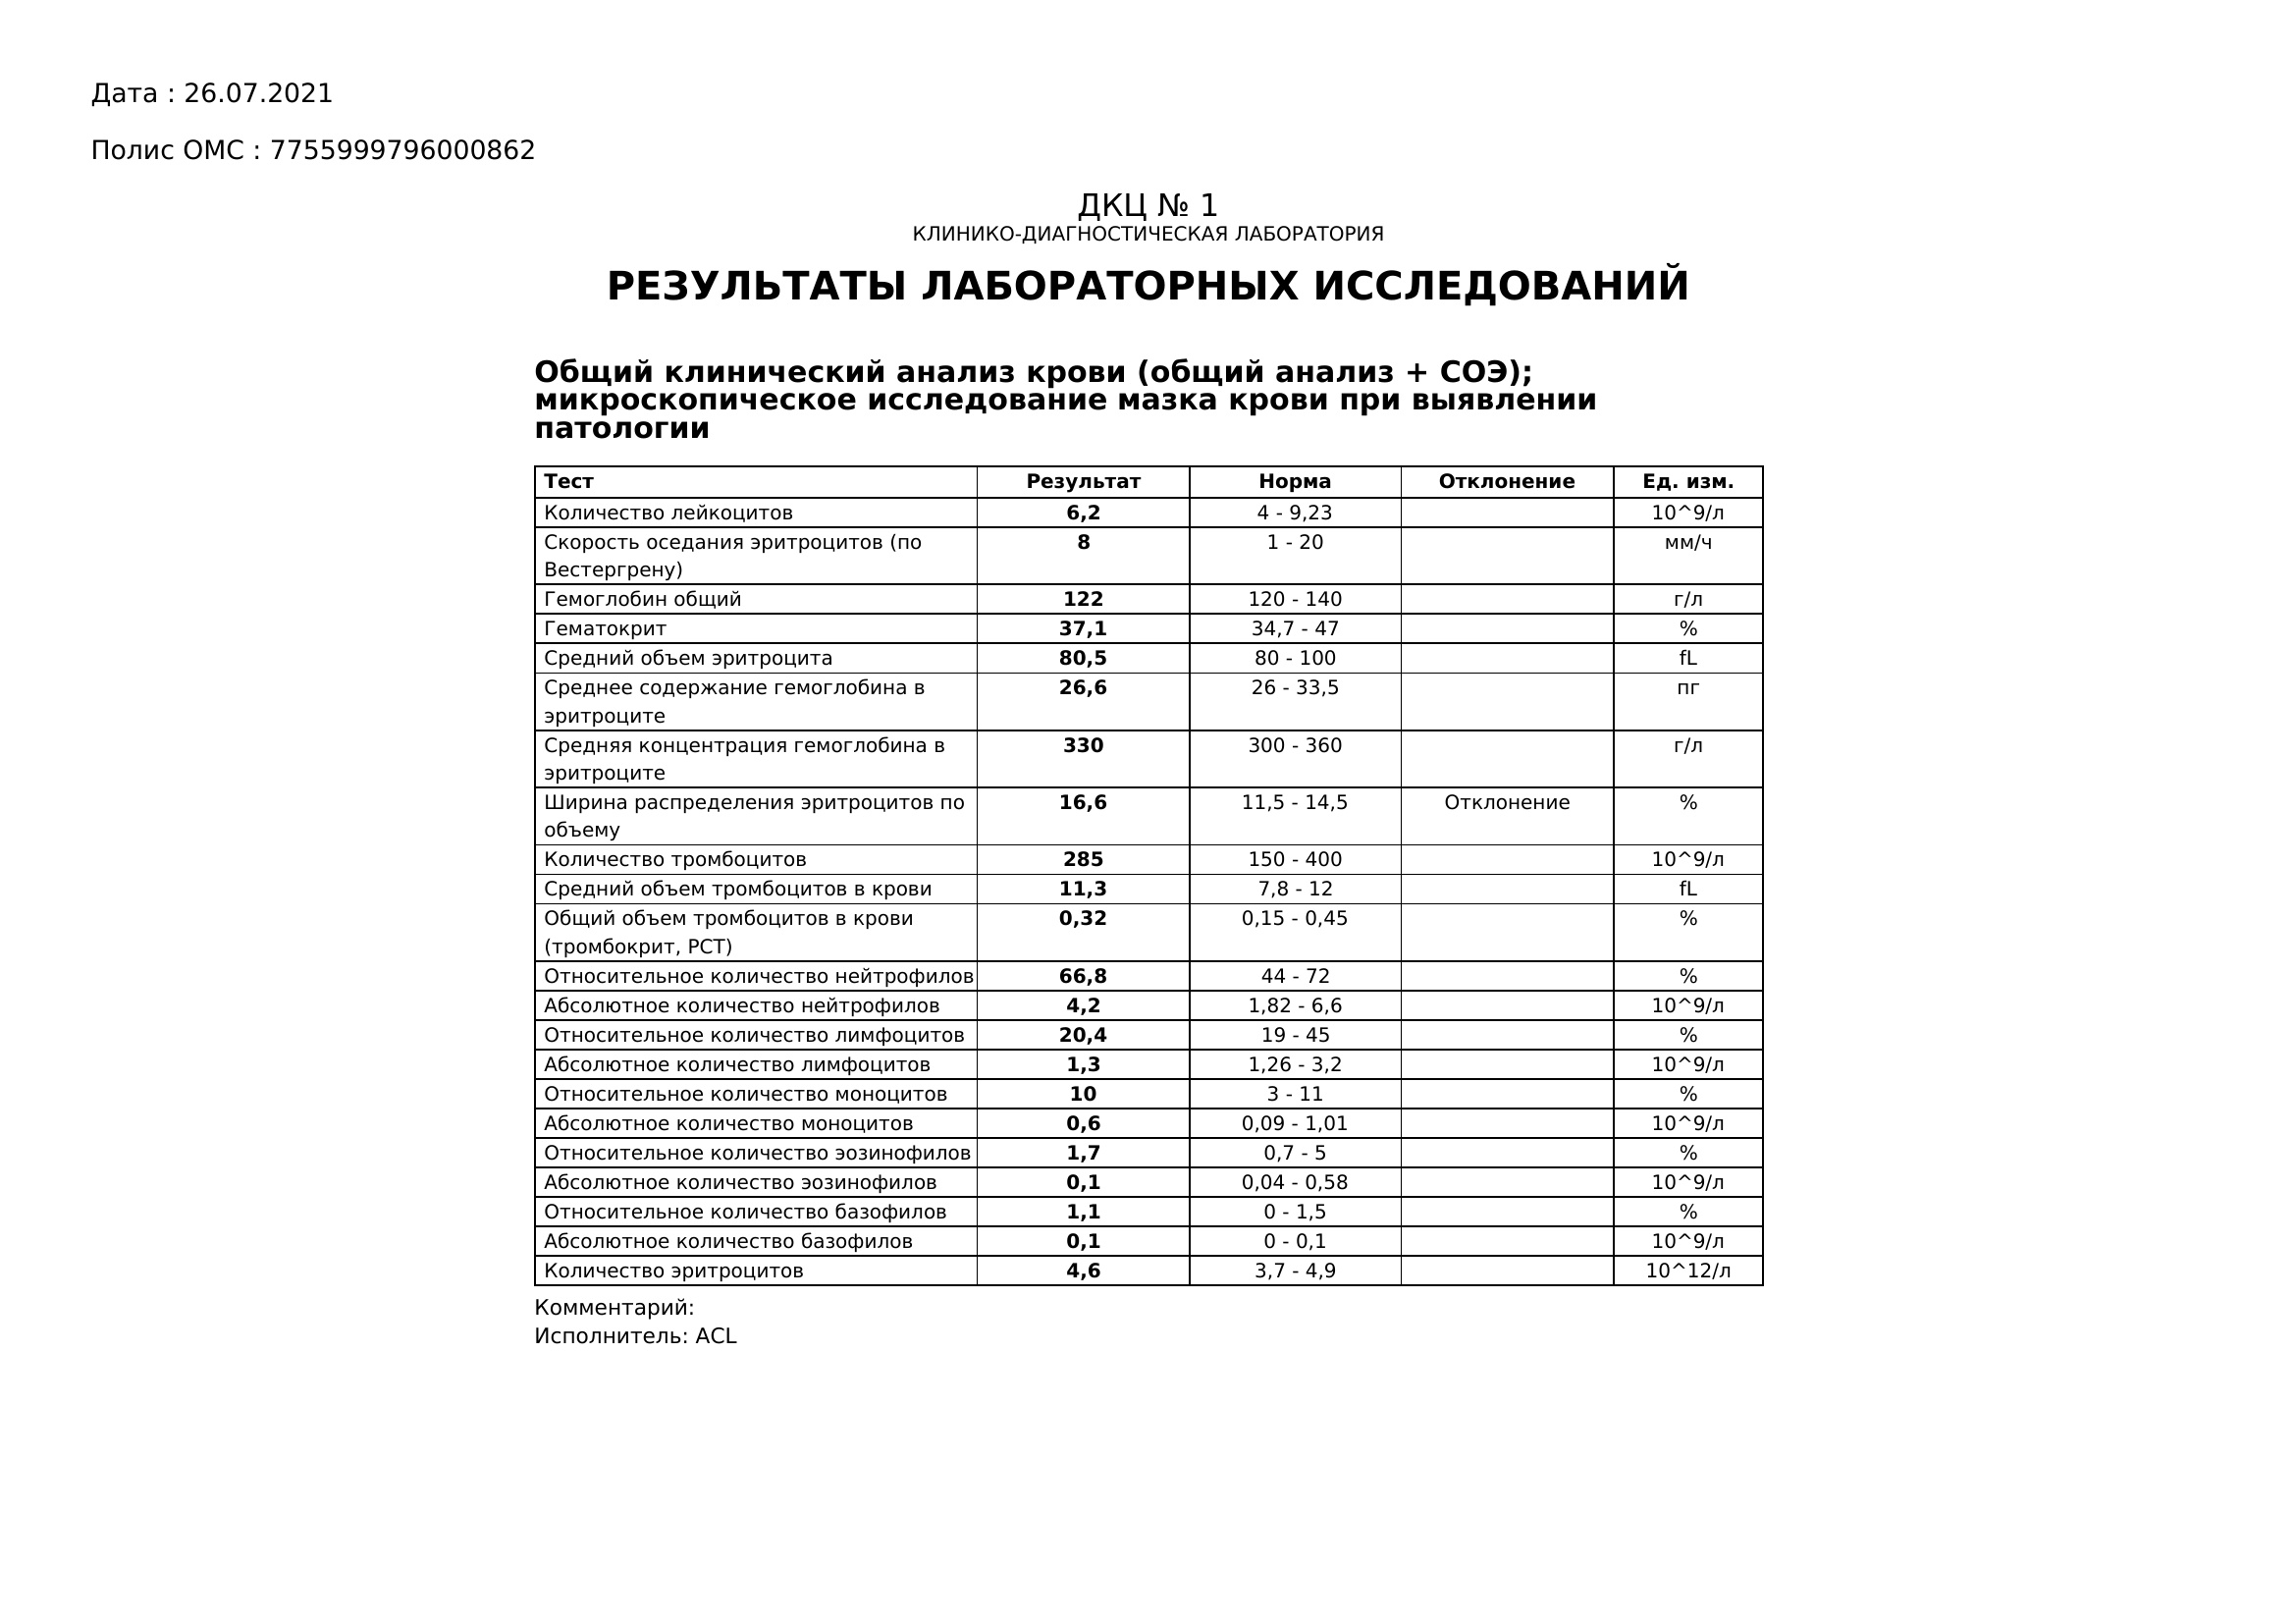 Дата : 26.07.2021
Полис ОМС : 7755999796000862
ДКЦ № 1
КЛИНИКО-ДИАГНОСТИЧЕСКАЯ ЛАБОРАТОРИЯ
РЕЗУЛЬТАТЫ ЛАБОРАТОРНЫХ ИССЛЕДОВАНИЙ
Общий клинический анализ крови (общий анализ + СОЭ);
микроскопическое исследование мазка крови при выявлении
патологии
Тест Результат Норма Отклонение Ед. изм.
Количество лейкоцитов 6,2 4 - 9,23 10^9/л
Скорость оседания эритроцитов (по 8 1 - 20 мм/ч
Вестергрену)
Гемоглобин общий 122 120 - 140 г/л
Гематокрит 37,1 34,7 - 47 %
Средний объем эритроцита 80,5 80 - 100 fL
Среднее содержание гемоглобина в 26,6 26 - 33,5 пг
эритроците
Средняя концентрация гемоглобина в 330 300 - 360 г/л
эритроците
Ширина распределения эритроцитов по 16,6 11,5 - 14,5 Отклонение %
объему
Количество тромбоцитов 285 150 - 400 10^9/л
Средний объем тромбоцитов в крови 11,3 7,8 - 12 fL
Общий объем тромбоцитов в крови 0,32 0,15 - 0,45 %
(тромбокрит, PCT)
Относительное количество нейтрофилов 66,8 44 - 72 %
Абсолютное количество нейтрофилов 4,2 1,82 - 6,6 10^9/л
Относительное количество лимфоцитов 20,4 19 - 45 %
Абсолютное количество лимфоцитов 1,3 1,26 - 3,2 10^9/л
Относительное количество моноцитов 10 3 - 11 %
Абсолютное количество моноцитов 0,6 0,09 - 1,01 10^9/л
Относительное количество эозинофилов 1,7 0,7 - 5 %
Абсолютное количество эозинофилов 0,1 0,04 - 0,58 10^9/л
Относительное количество базофилов 1,1 0 - 1,5 %
Абсолютное количество базофилов 0,1 0 - 0,1 10^9/л
Количество эритроцитов 4,6 3,7 - 4,9 10^12/л
Комментарий:
Исполнитель: ACL